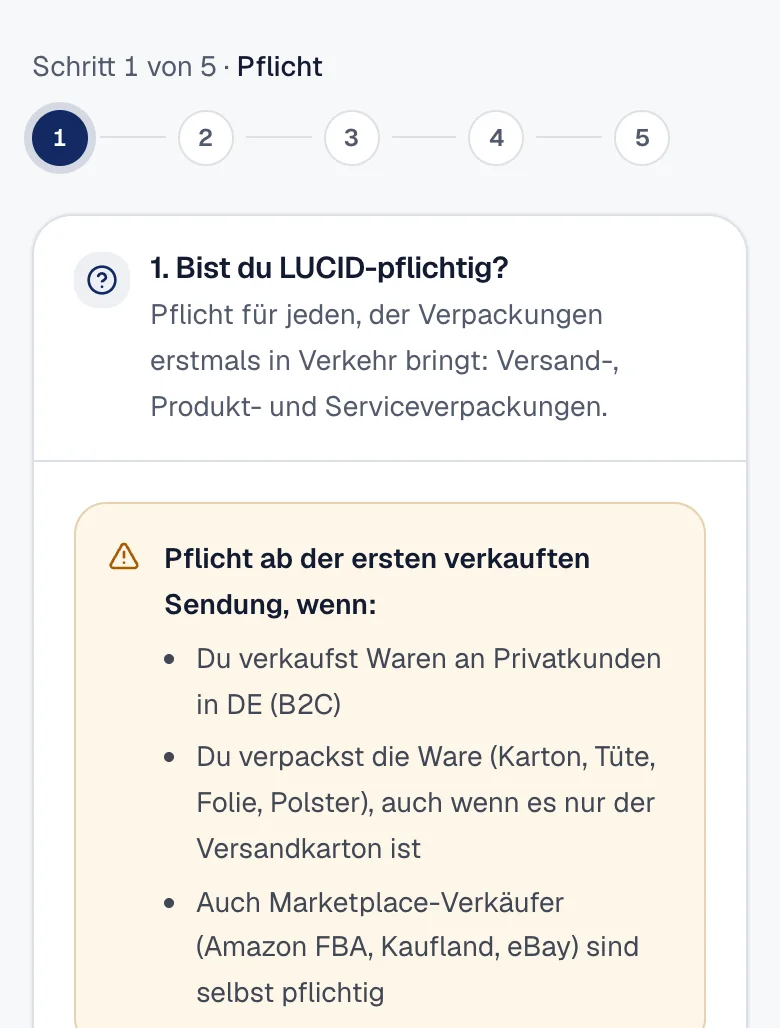 Schritt 1 von 5 · Pflicht
1 2 3 4 5
1. Bist du LUCID-pflichtig?
Pflicht für jeden, der Verpackungen
erstmals in Verkehr bringt: Versand-,
Produkt- und Serviceverpackungen.
Pflicht ab der ersten verkauften
Sendung, wenn:
• Du verkaufst Waren an Privatkunden
in DE (B2C)
• Du verpackst die Ware (Karton, Tüte,
Folie, Polster), auch wenn es nur der
Versandkarton ist
• Auch Marketplace-Verkäufer
(Amazon FBA, Kaufland, eBay) sind
selbst pflichtig